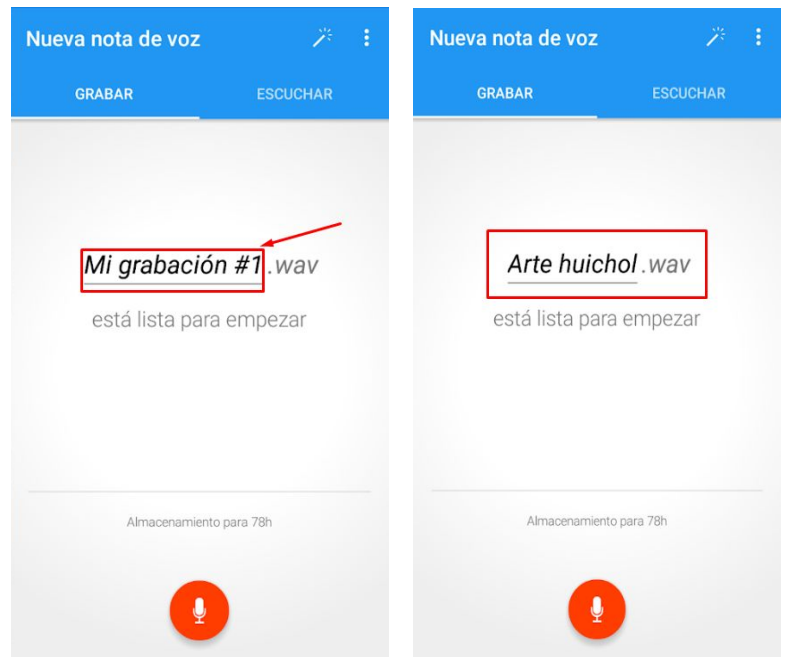 Nueva nota de voz
GRABAR ESCUCHAR
Mi grabación #1.wav
está lista para empezar
Almacenamiento para 78h
Nueva nota de voz
GRABAR ESCUCHAR
Arte huichol.wav
está lista para empezar
Almacenamiento para 78h